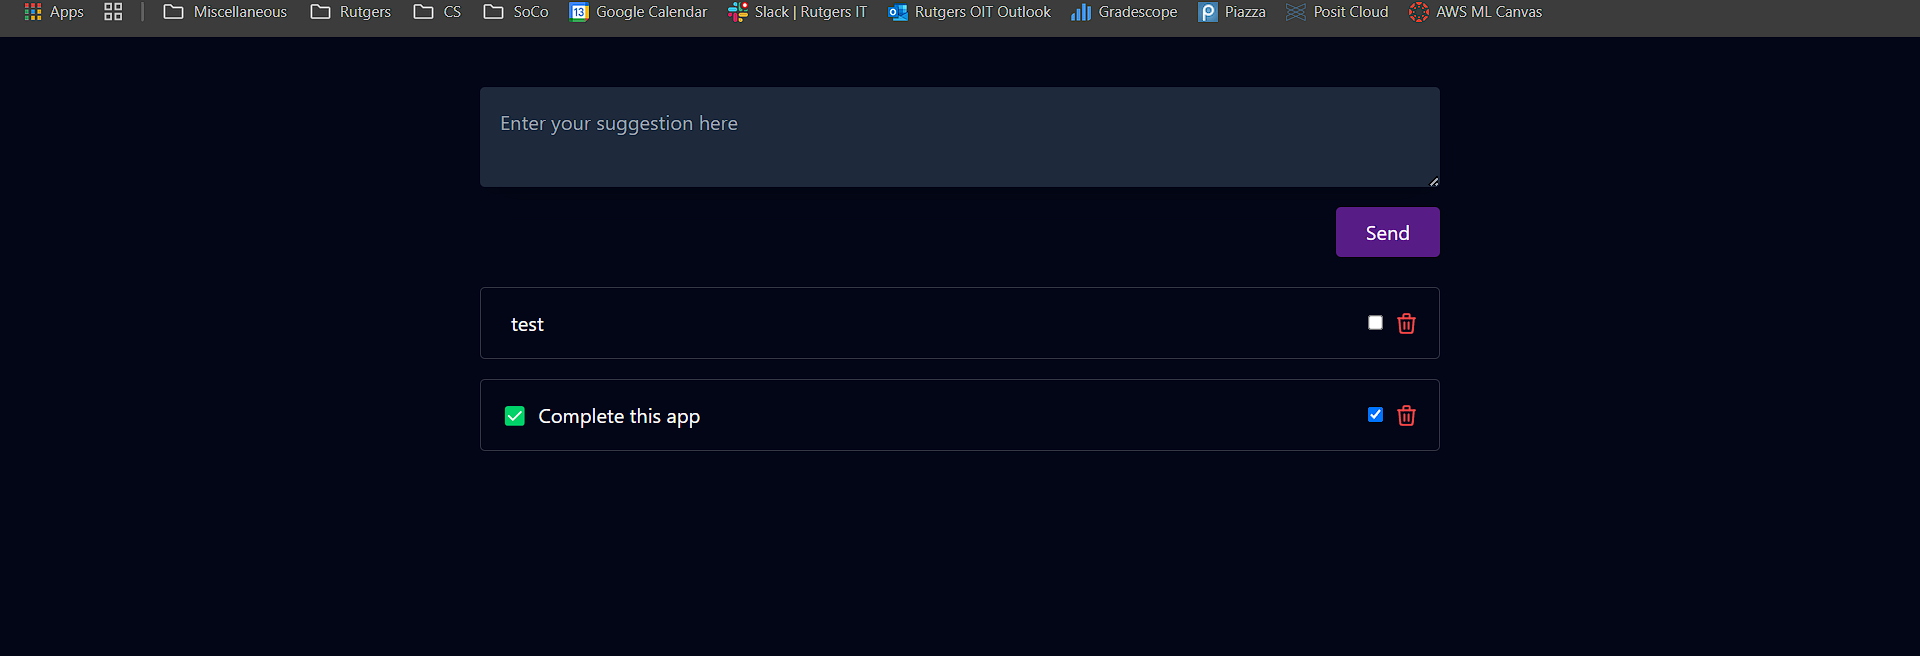 Apps Miscellaneous Rutgers CS SoCo 13 Google Calendar Slack | Rutgers IT Rutgers OIT Outlook Gradescope Piazza Posit Cloud AWS ML Canvas
Enter your suggestion here
Send
test
Complete this app